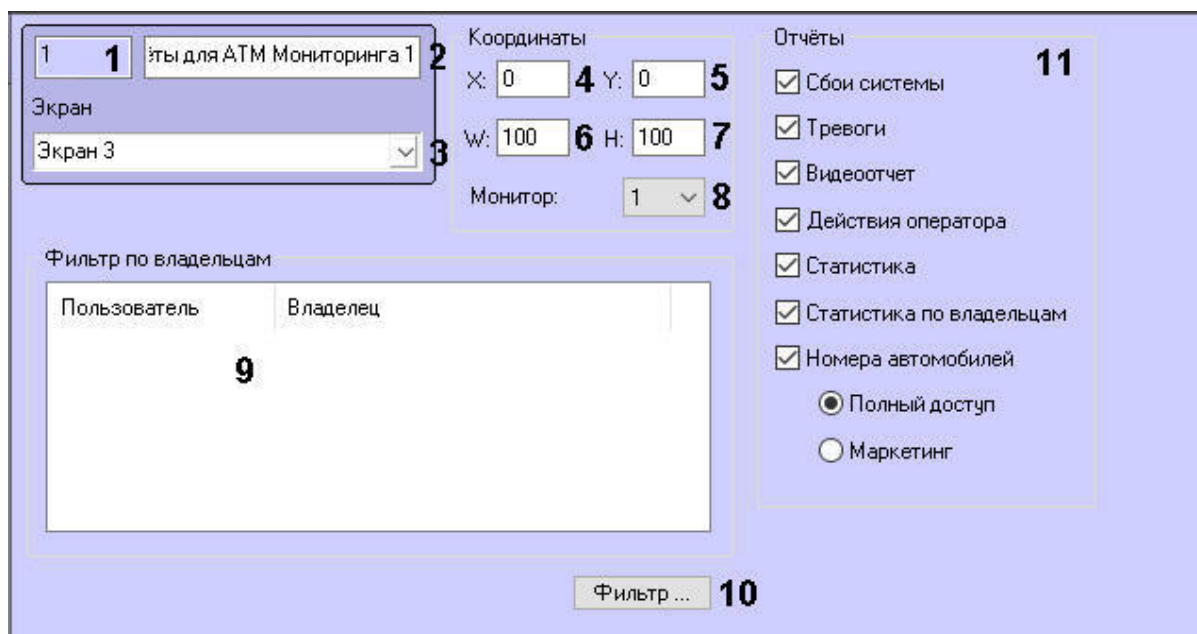 1 1 ёты для АТМ Мониторинга 1 2
Экран
Экран 3 3
Координаты
X: 0 4 Y: 0 5
W: 100 6 H: 100 7
Монитор: 1 8
Фильтр по владельцам
Пользователь Владелец
9
Фильтр ... 10
Отчёты
11
Сбои системы
Тревоги
Видеоотчет
Действия оператора
Статистика
Статистика по владельцам
Номера автомобилей
Полный доступ
Маркетинг